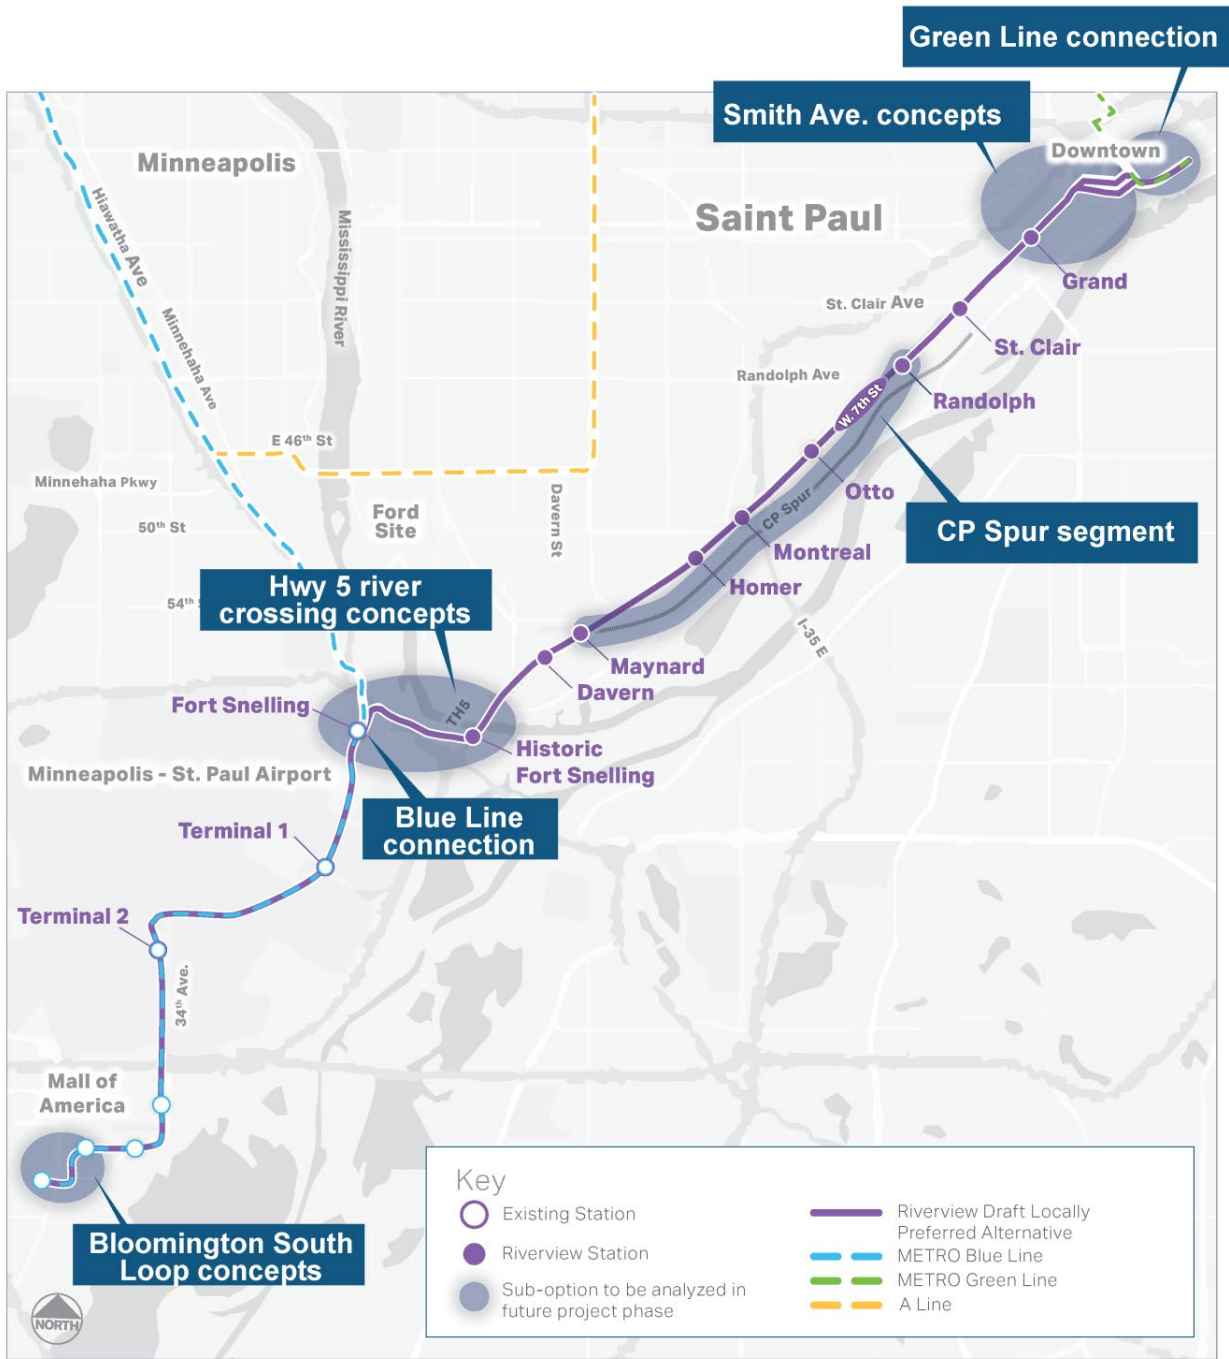 Green Line connection
Smith Ave. concepts
Downtown
Minneapolis
Saint Paul
Hiawatha Ave
Mississippi River
Grand
St. Clair Ave
Minnehaha Ave
St. Clair
Randolph Ave
W. 7th St
Randolph
E 46th St
Minnehaha Pkwy
Otto
Davern St
CP Spur
Ford
Site
50th St
CP Spur segment
Montreal
Homer
Hwy 5 river
crossing concepts
54th S
I-35 E
Maynard
Davern
Fort Snelling
TH5
Historic
Fort Snelling
Minneapolis - St. Paul Airport
Blue Line
connection
Terminal 1
Terminal 2
34th Ave.
Mall of
America
Bloomington South
Loop concepts
NORTH
Key
Existing Station
Riverview Station
Sub-option to be analyzed in
future project phase
Riverview Draft Locally
Preferred Alternative
METRO Blue Line
METRO Green Line
A Line